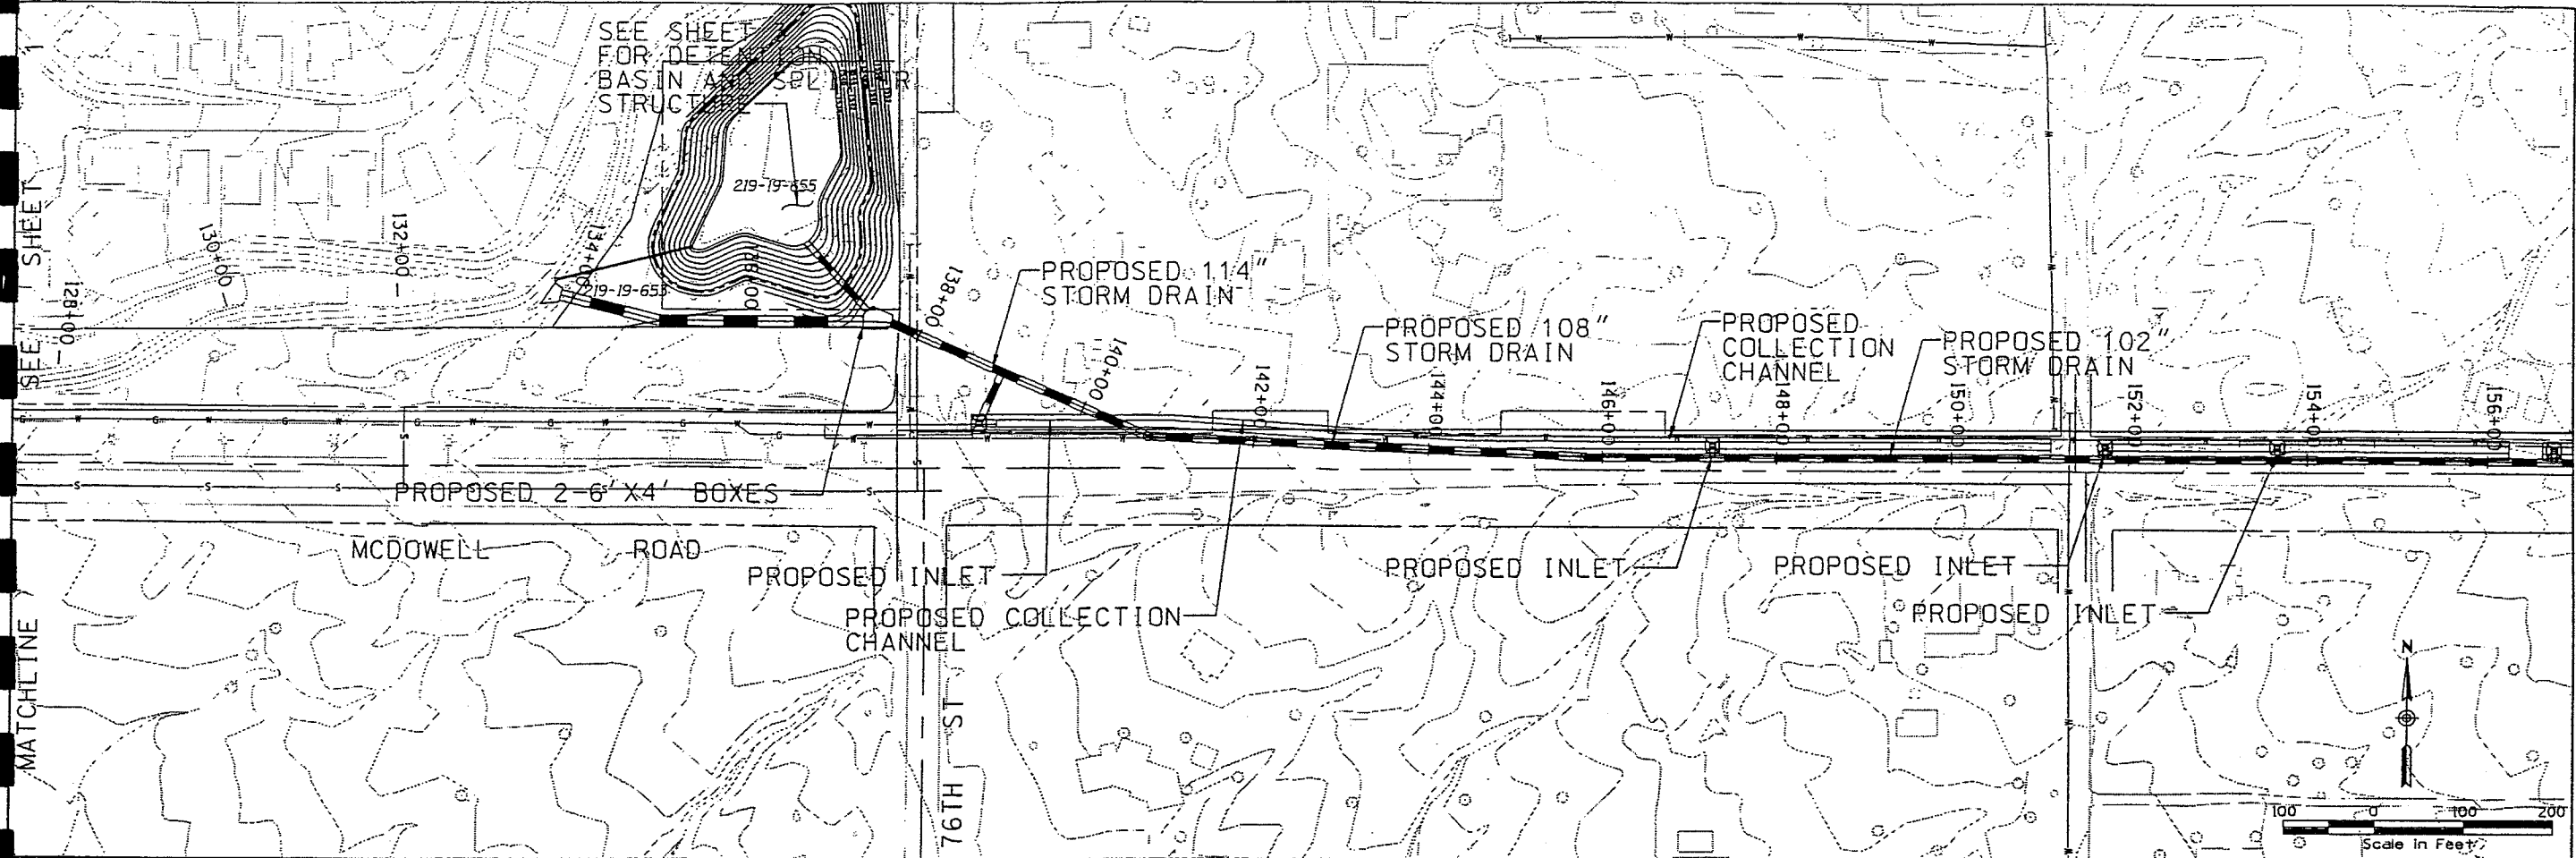 SEE SHEET
FOR DETENTION
BASIN AND SPLITTER
STRUCTURE
MATCHLINE SEE SHEET 1
219-19-655
219-19-653
128+00
130+00
132+00
134+00
136+00
138+00
140+00
142+00
144+00
146+00
148+00
150+00
152+00
154+00
156+00
PROPOSED 114"
STORM DRAIN
PROPOSED 108"
STORM DRAIN
PROPOSED
COLLECTION
CHANNEL
PROPOSED 102"
STORM DRAIN
PROPOSED 2-6'X4' BOXES
MCDOWELL ROAD
PROPOSED INLET
PROPOSED COLLECTION
CHANNEL
PROPOSED INLET
PROPOSED INLET
PROPOSED INLET
76TH ST
N
100 0 100 200
Scale In Feet